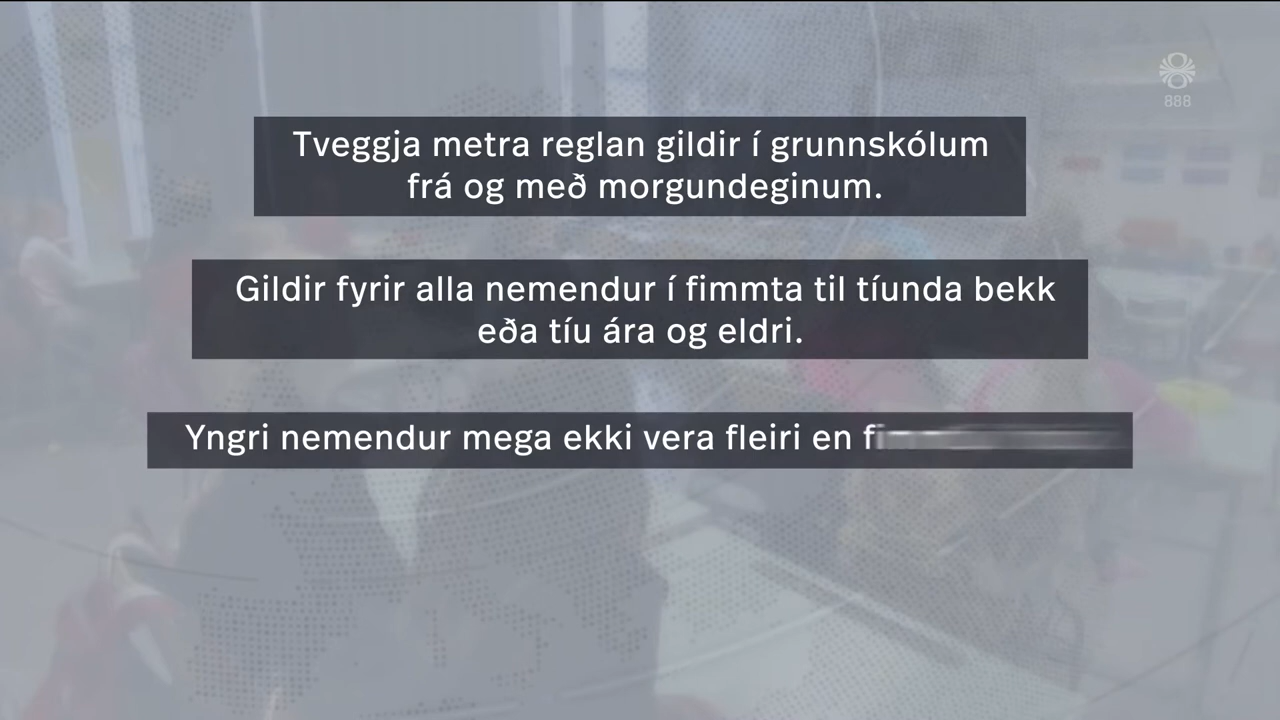 888
Tveggja metra reglan gildir í grunnskólum
frá og með morgundeginum.
Gildir fyrir alla nemendur í fimmta til tíunda bekk
eða tíu ára og eldri.
Yngri nemendur mega ekki vera fleiri en